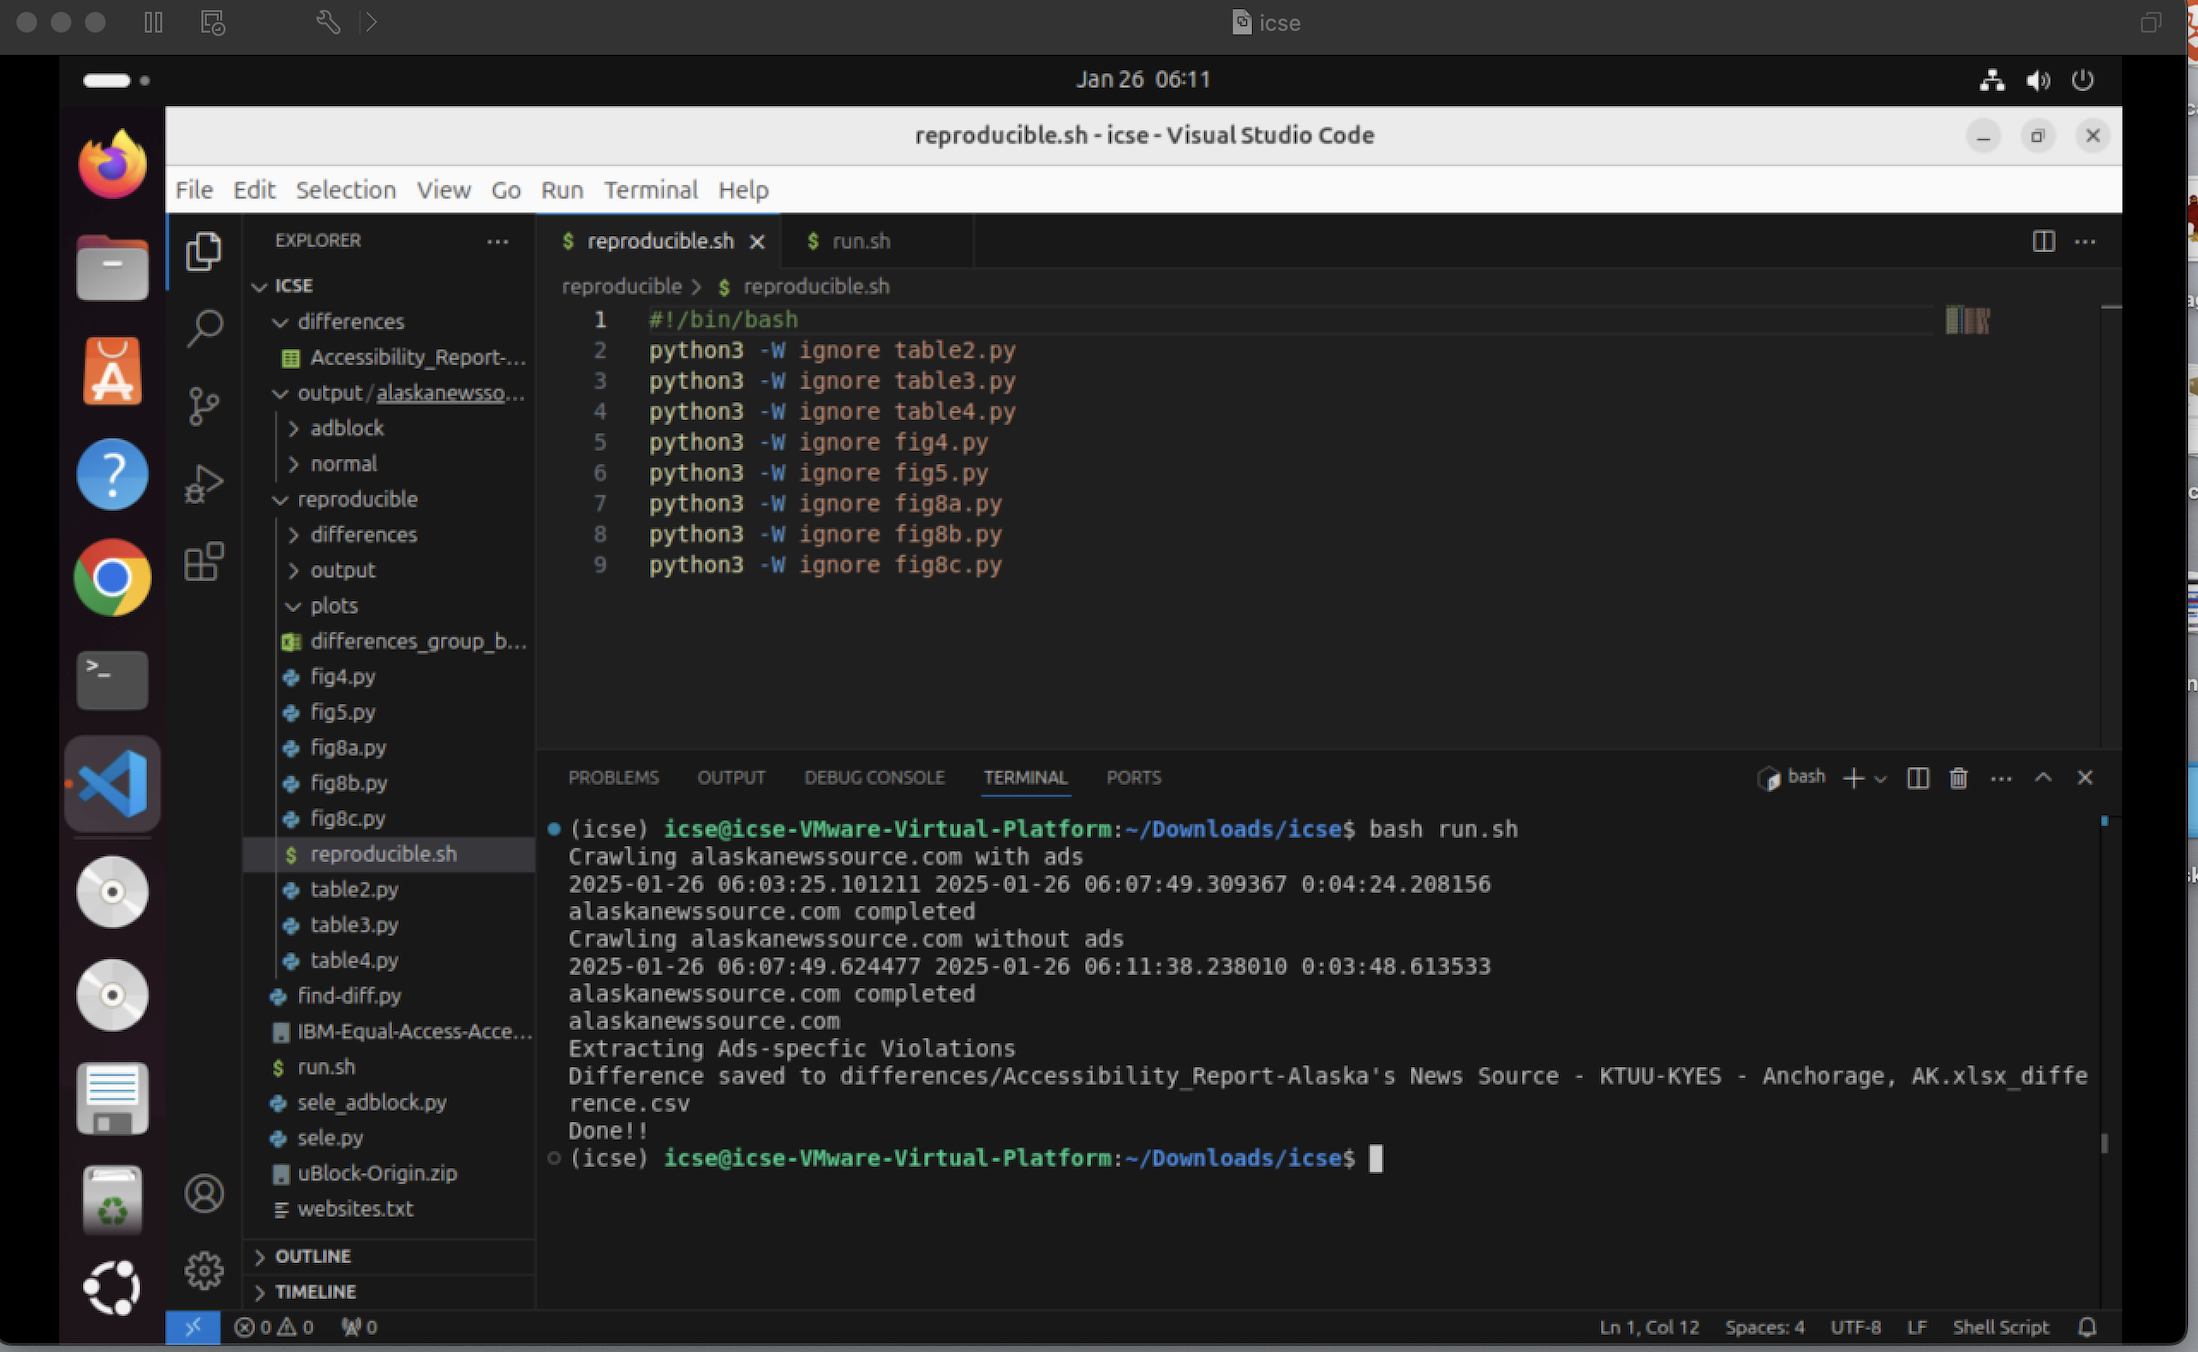 icse
Jan 26 06:11
reproducible.sh - icse - Visual Studio Code
File Edit Selection View Go Run Terminal Help
EXPLORER
ICSE
differences
Accessibility_Report-...
output/alaskanewsso...
adblock
normal
reproducible
differences
output
plots
differences_group_b...
fig4.py
fig5.py
fig8a.py
fig8b.py
fig8c.py
$ reproducible.sh
table2.py
table3.py
table4.py
find-diff.py
IBM-Equal-Access-Acce...
$ run.sh
sele_adblock.py
sele.py
uBlock-Origin.zip
websites.txt
OUTLINE
TIMELINE
$ reproducible.sh $ run.sh
reproducible > $ reproducible.sh
1 #!/bin/bash
2 python3 -W ignore table2.py
3 python3 -W ignore table3.py
4 python3 -W ignore table4.py
5 python3 -W ignore fig4.py
6 python3 -W ignore fig5.py
7 python3 -W ignore fig8a.py
8 python3 -W ignore fig8b.py
9 python3 -W ignore fig8c.py
PROBLEMS OUTPUT DEBUG CONSOLE TERMINAL PORTS
bash
(icse) icse@icse-VMware-Virtual-Platform:~/Downloads/icse$ bash run.sh
Crawling alaskanewssource.com with ads
2025-01-26 06:03:25.101211 2025-01-26 06:07:49.309367 0:04:24.208156
alaskanewssource.com completed
Crawling alaskanewssource.com without ads
2025-01-26 06:07:49.624477 2025-01-26 06:11:38.238010 0:03:48.613533
alaskanewssource.com completed
alaskanewssource.com
Extracting Ads-specfic Violations
Difference saved to differences/Accessibility_Report-Alaska's News Source - KTUU-KYES - Anchorage, AK.xlsx_diffe
rence.csv
Done!!
(icse) icse@icse-VMware-Virtual-Platform:~/Downloads/icse$
0 0 0
Ln 1, Col 12 Spaces: 4 UTF-8 LF Shell Script